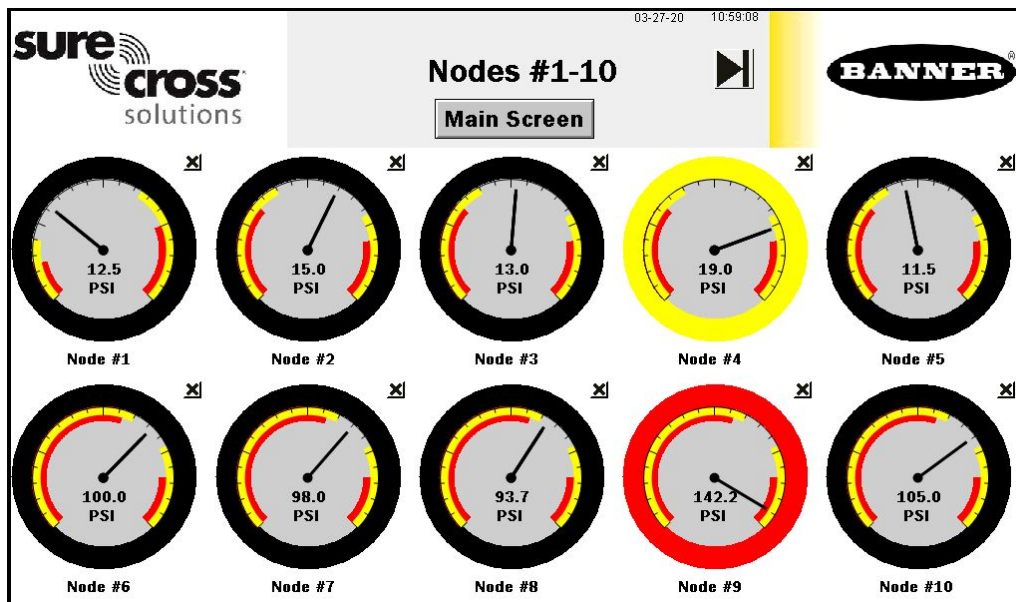 03-27-20 10:59:08
sure
cross
solutions
Nodes #1-10
Main Screen
BANNER®
12.5
PSI
Node #1
15.0
PSI
Node #2
13.0
PSI
Node #3
19.0
PSI
Node #4
11.5
PSI
Node #5
100.0
PSI
Node #6
98.0
PSI
Node #7
93.7
PSI
Node #8
142.2
PSI
Node #9
105.0
PSI
Node #10